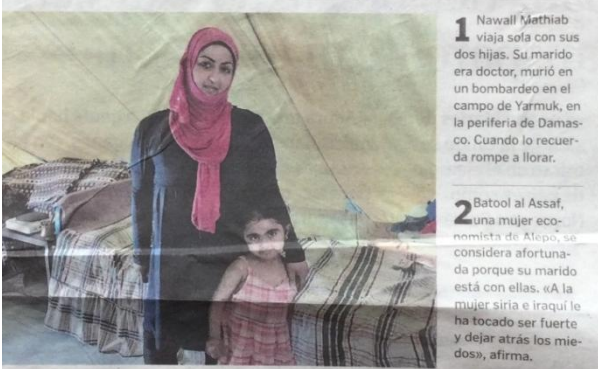 1 Nawall Mathiab
viaja sola con sus
dos hijas. Su marido
era doctor, murió en
un bombardeo en el
campo de Yarmuk, en
la periferia de Damas-
co. Cuando lo recuer-
da rompe a llorar.
2 Batool al Assaf,
una mujer eco-
nomista de Alepo, se
considera afortuna-
da porque su marido
está con ellas. «A la
mujer siria e iraquí le
ha tocado ser fuerte
y dejar atrás los mie-
dos», afirma.